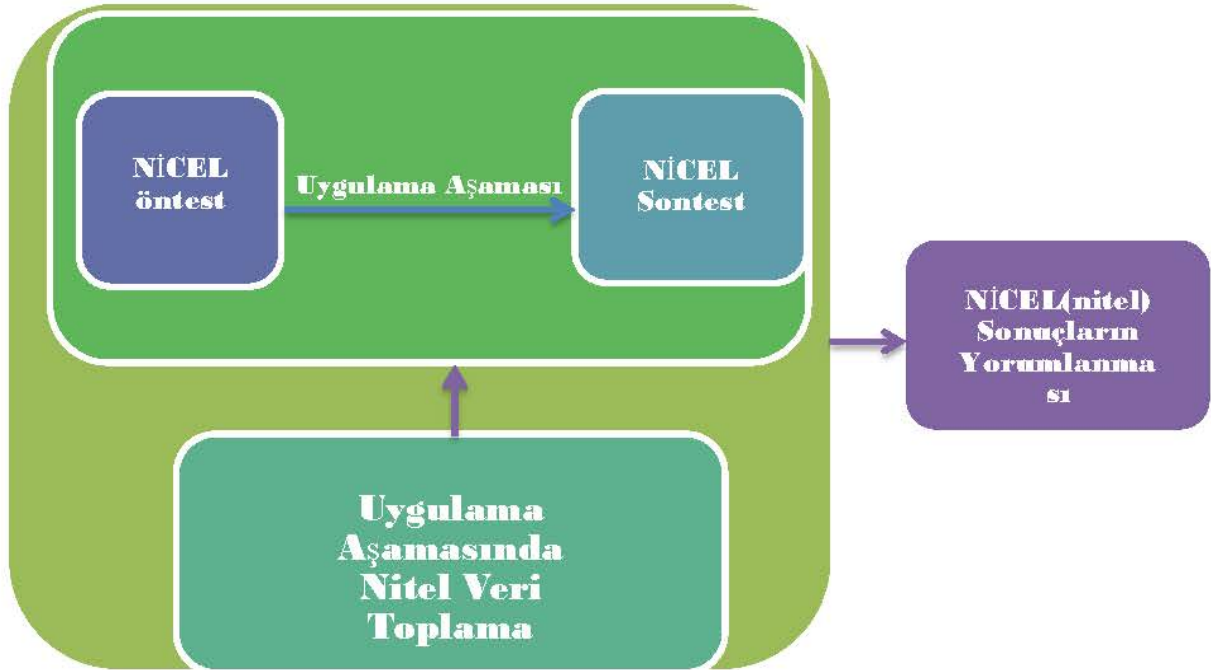 NİCEL
öntest
Uygulama Aşaması
NİCEL
Sontest
NİCEL(nitel)
Sonuçların
Yorumlanma
sı
Uygulama
Aşamasında
Nitel Veri
Toplama